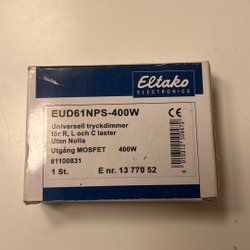 Eltako
ELECTRONICS
EUD61NPS-400W
Universell tryckdimmer
för R, L och C laster
Utan Nolla
Utgång MOSFET 400W
61100831
1 St. E nr. 13 770 52
CE